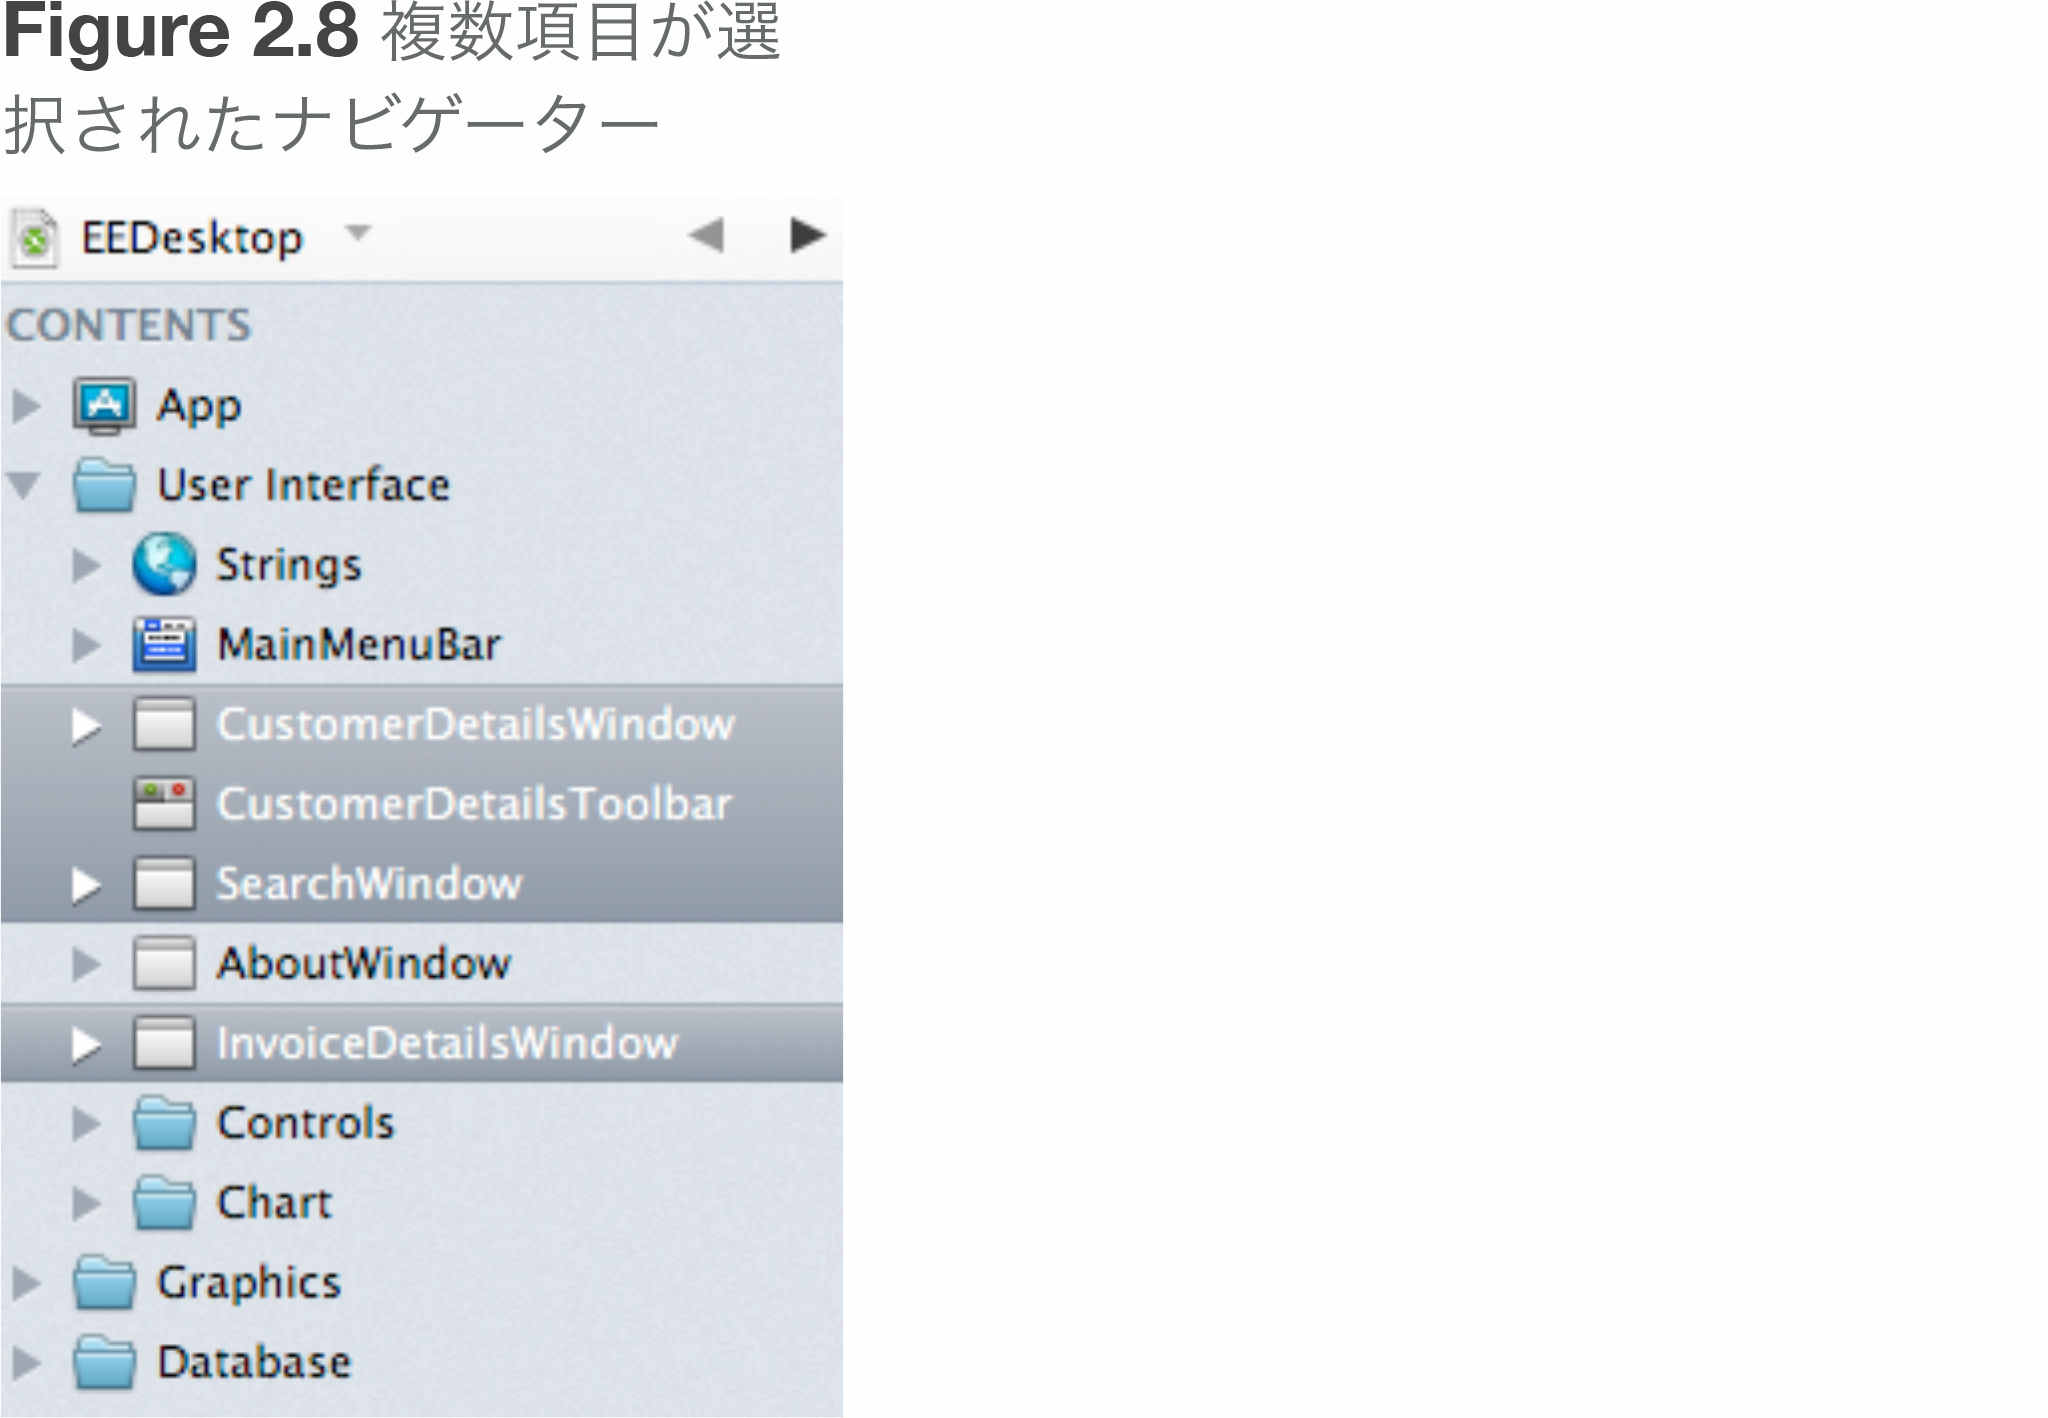 Figure 2.8 複数項目が選
択されたナビゲーター
EEDesktop
CONTENTS
App
User Interface
Strings
MainMenuBar
CustomerDetailsWindow
CustomerDetailsToolbar
SearchWindow
AboutWindow
InvoiceDetailsWindow
Controls
Chart
Graphics
Database